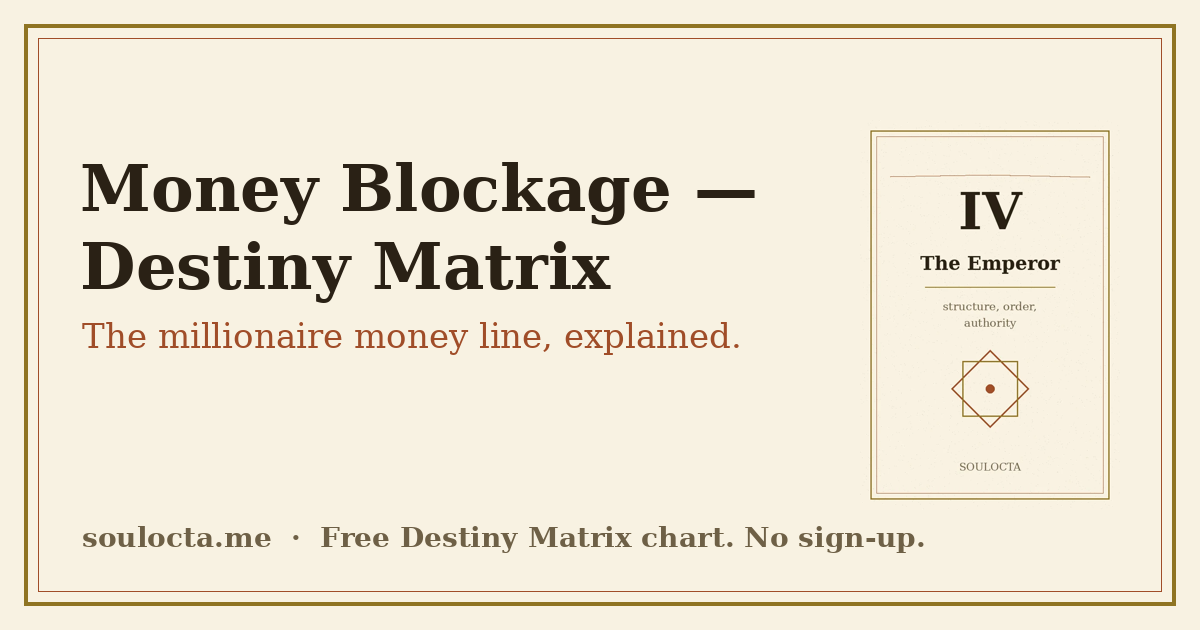 Money Blockage —
Destiny Matrix
The millionaire money line, explained.
IV
The Emperor
structure, order,
authority
SOULOCTA
soulocta.me · Free Destiny Matrix chart. No sign-up.